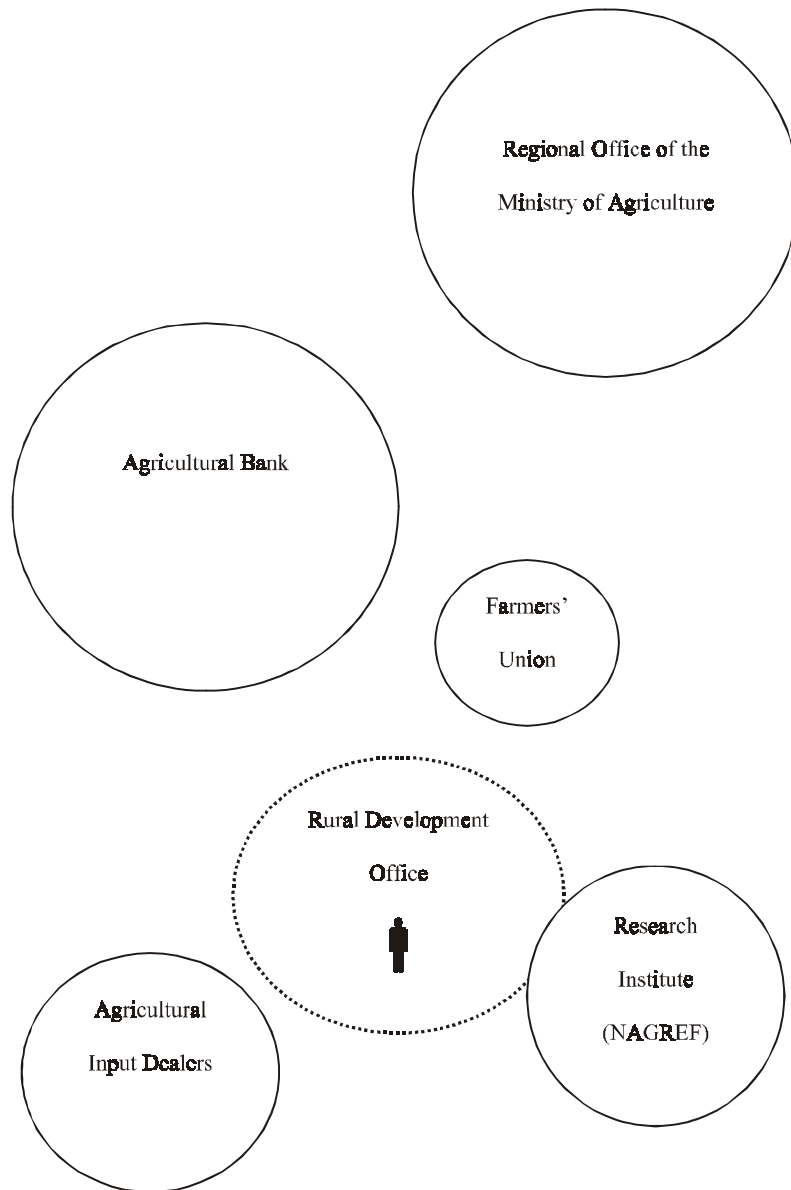 Regional Office of the
Ministry of Agriculture
Agricultural Bank
Farmers’
Union
Rural Development
Office
Research
Institute
(NAGREF)
Agricultural
Input Dealers